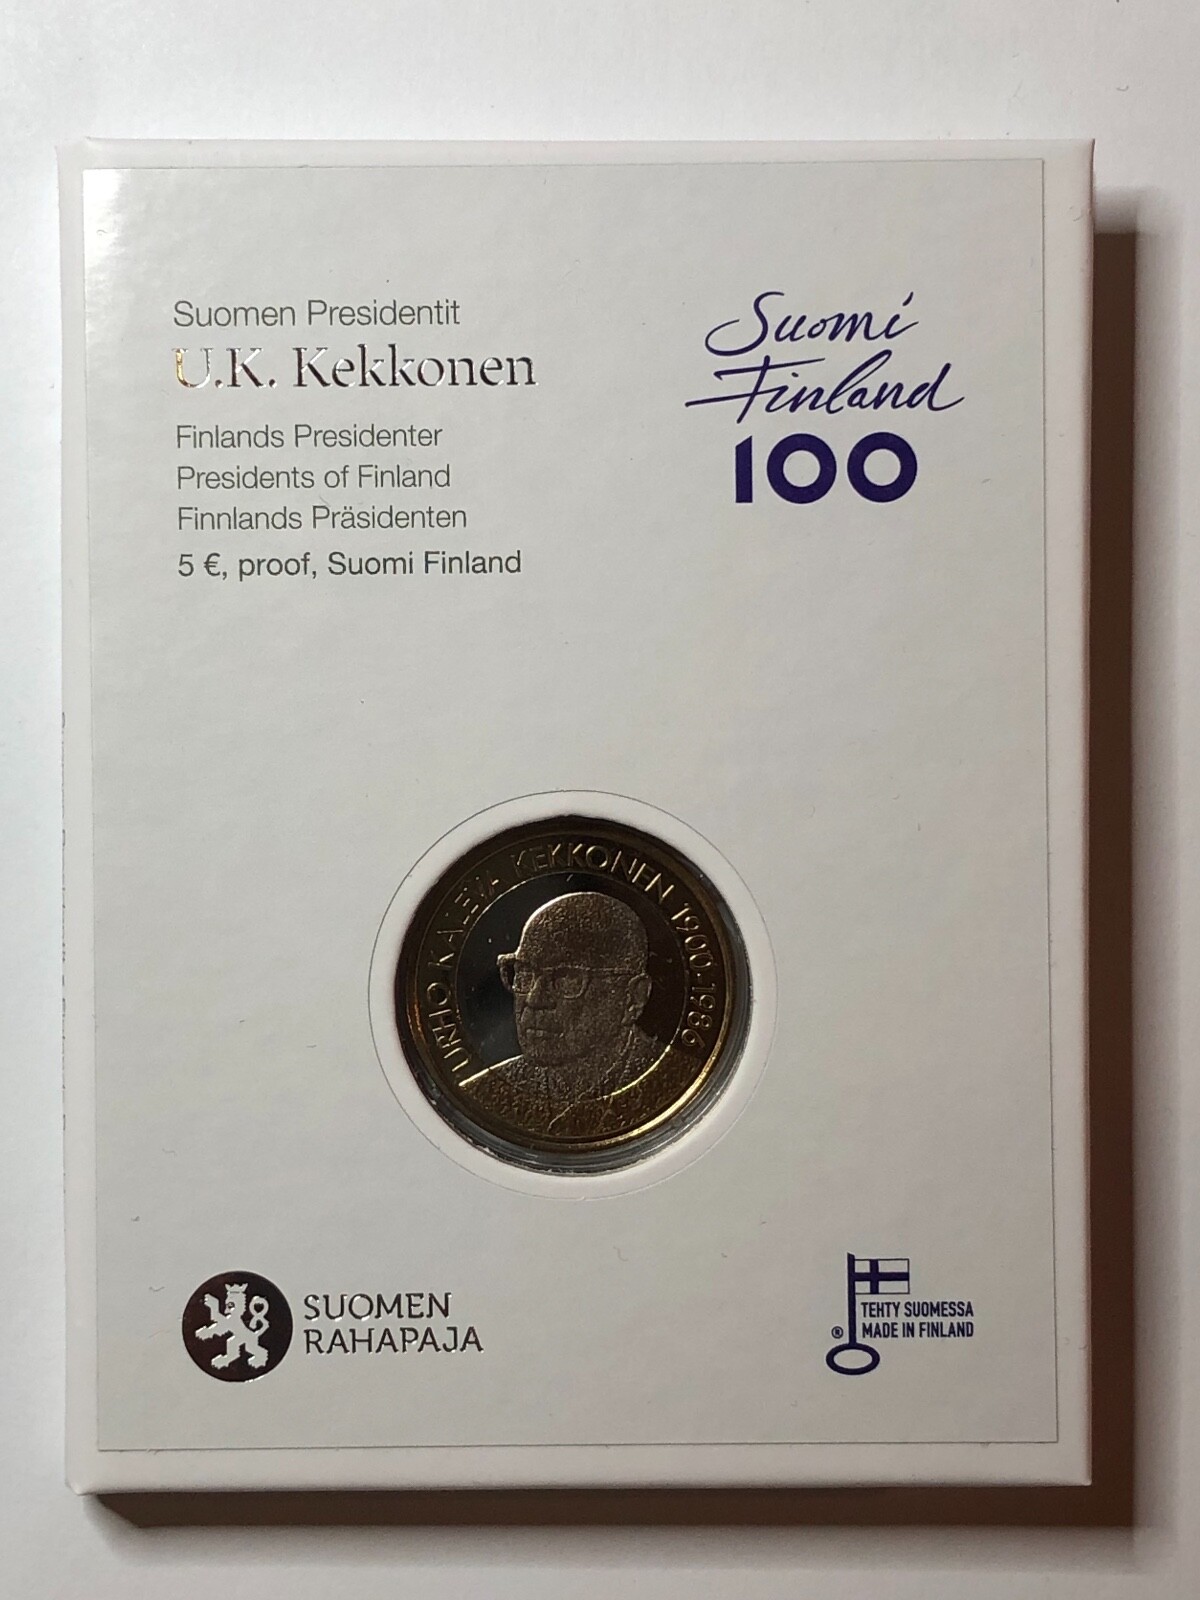 Suomen Presidentit
U.K. Kekkonen
Finlands Presidenter
Presidents of Finland
Finnlands Präsidenten
5 €, proof, Suomi Finland
Suomi
Finland
100
URHO KALEVA KEKKONEN 1900-1986
SUOMEN
RAHAPAJA
TEHTY SUOMESSA
® MADE IN FINLAND